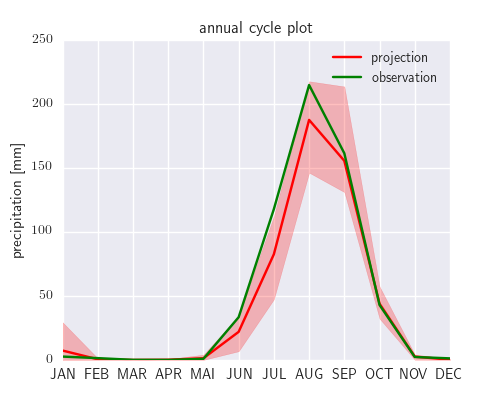 annual cycle plot
projection
observation
precipitation [mm]
250
200
150
100
50
0
JAN FEB MAR APR MAI JUN JUL AUG SEP OCT NOV DEC